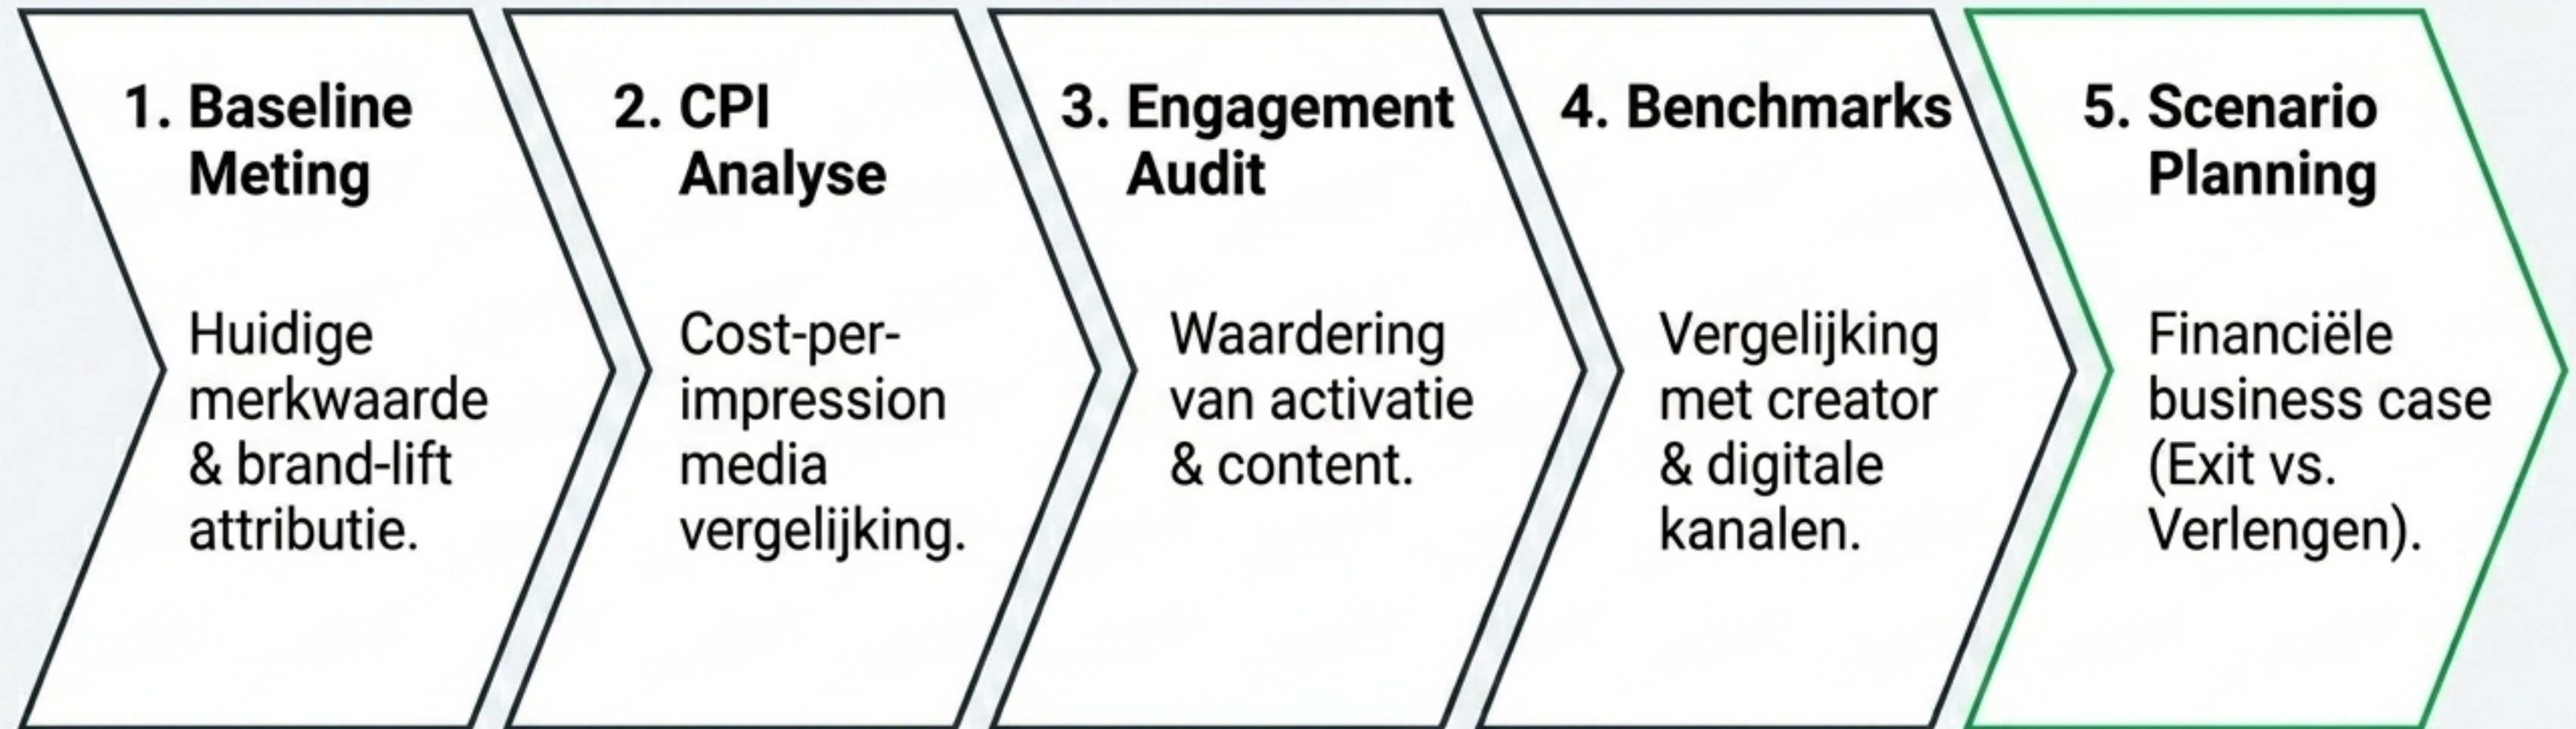 1. Baseline
Meting
Huidige
merkwaarde
& brand-lift
attributie.
2. CPI
Analyse
Cost-per-
impression
media
vergelijking.
3. Engagement
Audit
Waardering
van activatie
& content.
4. Benchmarks
Vergelijking
met creator
& digitale
kanalen.
5. Scenario
Planning
Financiële
business case
(Exit vs.
Verlengen).